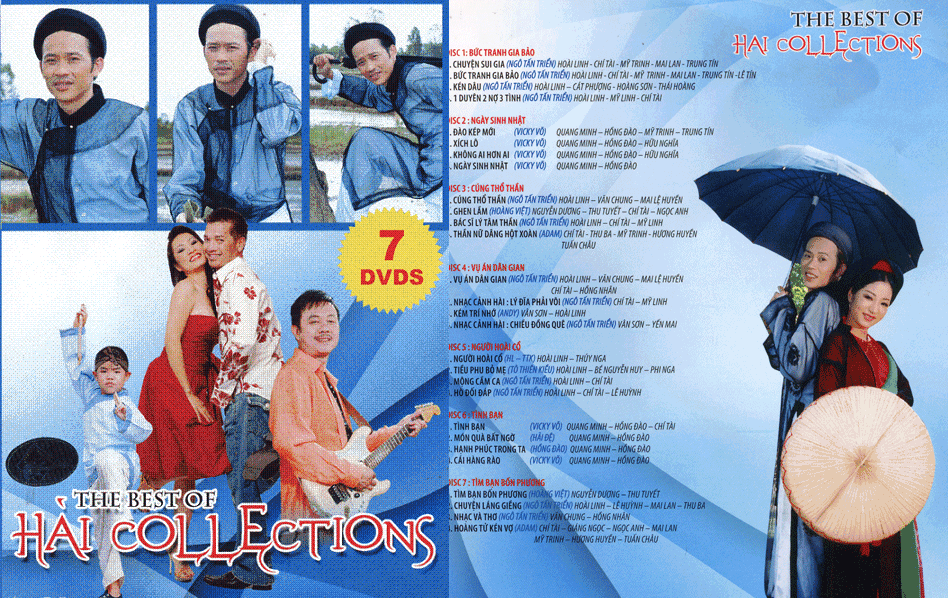 7
DVDS
THE BEST OF
HÀI COLLECTIONS
THE BEST OF
HAI COLLECTIONS
DISC 1: BỨC TRANH GIA BẢO
. CHUYỆN SUI GIA (NGÔ TẤN TRIỂN) HOÀI LINH - CHÍ TÀI - MỸ TRINH - MAI LAN - TRUNG TÍN
. BỨC TRANH GIA BẢO (NGÔ TẤN TRIỂN) HOÀI LINH - CHÍ TÀI - MỸ TRINH - MAI LAN - TRUNG TÍN - LÊ TÍN
. KÉN DÂU (NGÔ TẤN TRIỂN) HOÀI LINH – CÁT PHƯỢNG - HOÀNG SƠN - THÁI HOÀNG
. 1 DUYÊN 2 NỢ 3 TÌNH (NGÔ TẤN TRIỂN) HOÀI LINH - MỸ LINH - CHÍ TÀI
DISC 2 : NGÀY SINH NHẬT
. ĐÀO KÉP MỚI (VICKY VÕ) QUANG MINH – HỒNG ĐÀO – MỸ TRINH – TRUNG TÍN
. XÍCH LÔ (VICKY VÕ) QUANG MINH – HỒNG ĐÀO – HỮU NGHĨA
. KHÔNG AI HƠN AI (VICKY VÕ) QUANG MINH – HỒNG ĐÀO – HỮU NGHĨA
. NGÀY SINH NHẬT (VICKY VÕ) QUANG MINH – HỒNG ĐÀO
DISC 3 : CÚNG THỔ THẦN
. CÚNG THỔ THẦN (NGÔ TẤN TRIỂN) HOÀI LINH – VÂN CHUNG – MAI LỆ HUYỀN
. GHEN LẦM (HOÀNG VIỆT) NGUYỄN DƯƠNG – THU TUYẾT – CHÍ TÀI – NGỌC ANH
. BÁC SĨ LÝ TÂM THẦN (NGÔ TẤN TRIỂN) HOÀI LINH – CHÍ TÀI – MỸ LINH
. THẦN NỮ DÂNG HỘT XOÀN (ADAM) CHÍ TÀI - THU BA - MỸ TRINH - HƯƠNG HUYỀN
TUẤN CHÂU
DISC 4 : VỤ ÁN DÂN GIAN
. VỤ ÁN DÂN GIAN (NGÔ TẤN TRIỂN) HOÀI LINH – VÂN CHUNG – MAI LỆ HUYỀN
CHÍ TÀI – HỒNG NHÂN
. NHẠC CẢNH HÀI : LÝ ĐĨA PHẢI VÒI (NGÔ TẤN TRIỂN) CHÍ TÀI – MỸ LINH
. KÉM TRÍ NHỚ (ANDY) VÂN SƠN – HOÀI LINH
. NHẠC CẢNH HÀI : CHIỀU ĐỒNG QUÊ (NGÔ TẤN TRIỂN) VÂN SƠN – YẾN MAI
DISC 5 : NGƯỜI HOÀI CỔ
. NGƯỜI HOÀI CỔ (HL – TTK) HOÀI LINH – THÚY NGA
. TIỀU PHU BỎ MẸ (TÔ THIÊN KIỀU) HOÀI LINH – BÉ NGUYỄN HUY – PHI NGA
. MỘNG CẦM CA (NGÔ TẤN TRIỂN) HOÀI LINH – CHÍ TÀI
. HÒ ĐỐI ĐÁP (NGÔ TẤN TRIỂN) HOÀI LINH – CHÍ TÀI – LÊ HUỲNH
DISC 6 : TÌNH BẠN
. TÌNH BẠN (VICKY VÕ) QUANG MINH – HỒNG ĐÀO – CHÍ TÀI
. MÓN QUÀ BẤT NGỜ (HẢI ĐỆ) QUANG MINH – HỒNG ĐÀO
. HẠNH PHÚC TRONG TA (HỒNG ĐÀO) QUANG MINH – HỒNG ĐÀO
. CÁI HÀNG RÀO (VICKY VÕ) QUANG MINH – HỒNG ĐÀO
DISC 7 : TÌM BẠN BỐN PHƯƠNG
. TÌM BẠN BỐN PHƯƠNG (HOÀNG VIỆT) NGUYỄN DƯƠNG – THU TUYẾT
. CHUYỆN LÁNG GIỀNG (NGÔ TẤN TRIỂN) HOÀI LINH – LÊ HUỲNH – MAI LAN – THU BA
. NHẠC VÀ THƠ (NGÔ TẤN TRIỂN) VÂN CHUNG – HỒNG NHÂN
. HOÀNG TỬ KÉN VỢ (ADAM) CHÍ TÀI – GIÁNG NGỌC – NGỌC ANH – MAI LAN
MỸ TRINH – HƯƠNG HUYỀN – TUẤN CHÂU